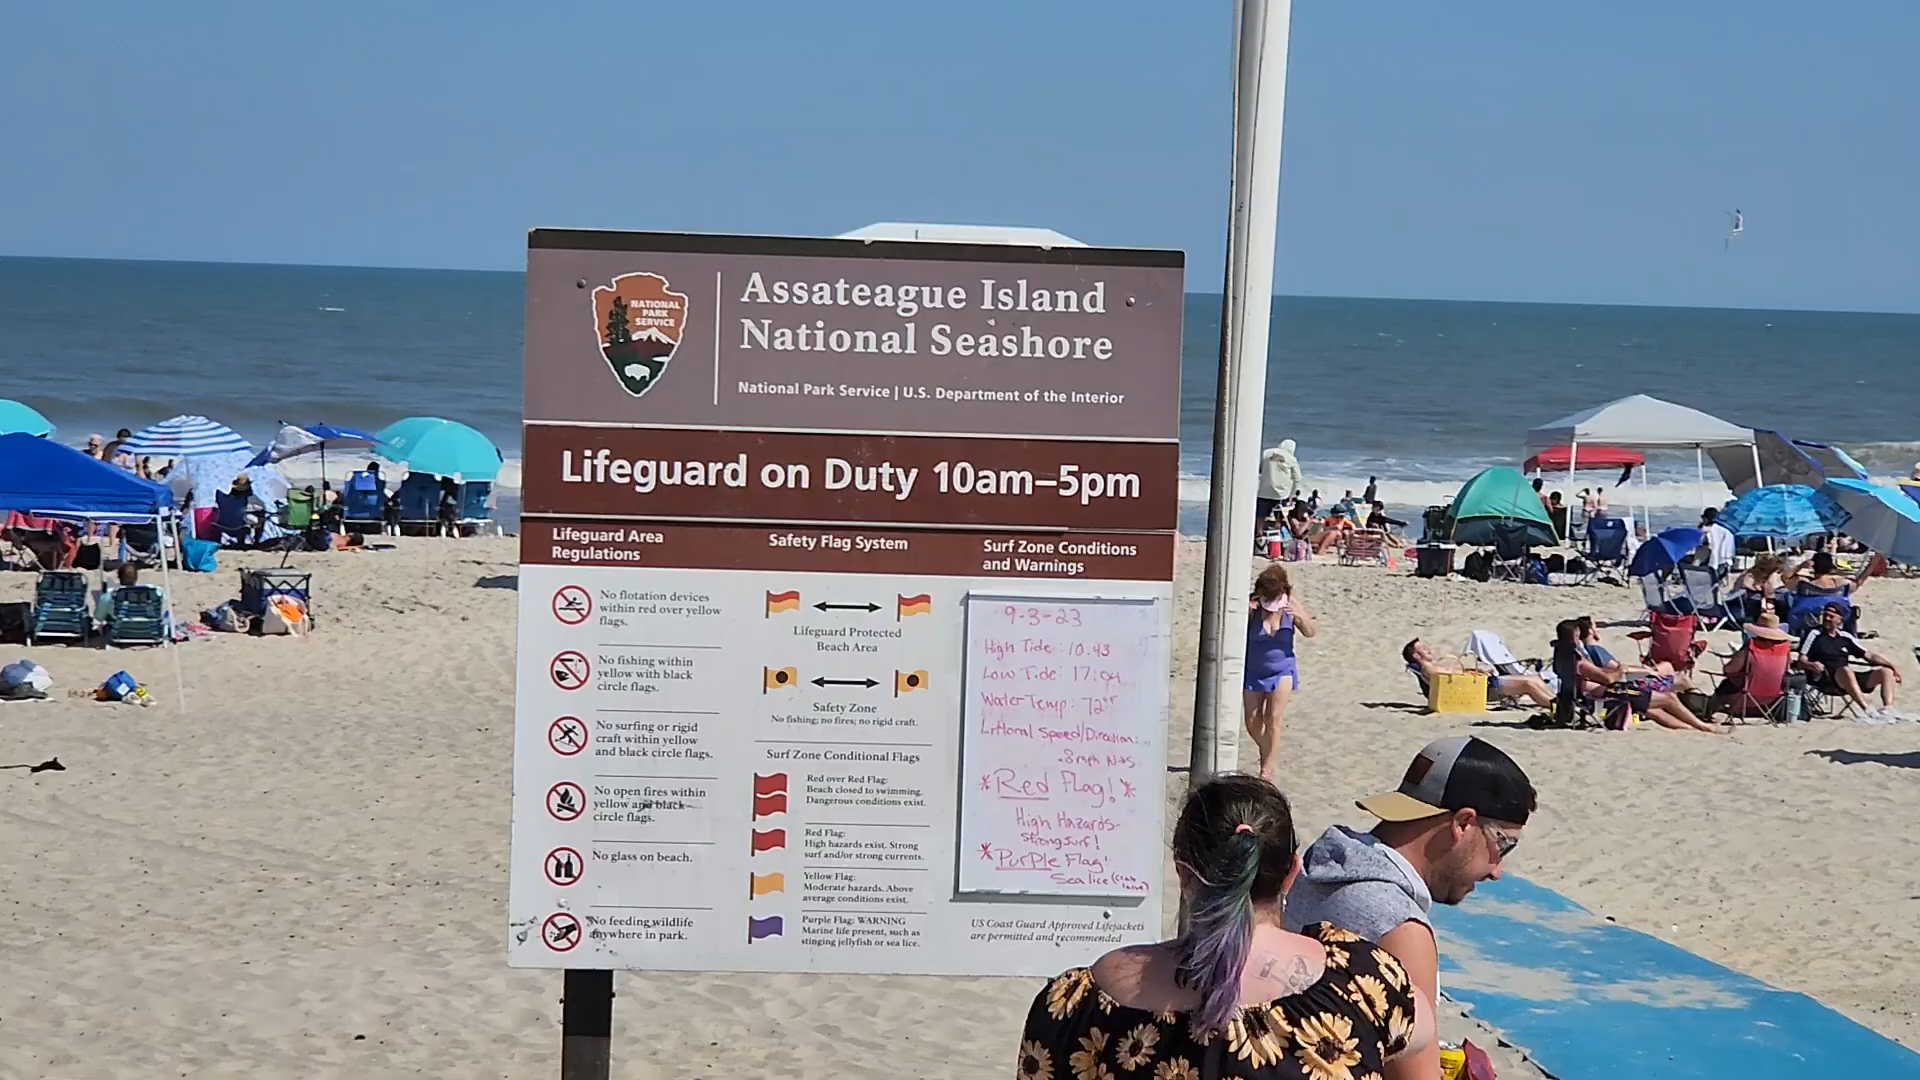 NATIONAL
PARK
SERVICE
Assateague Island
National Seashore
National Park Service | U.S. Department of the Interior
Lifeguard on Duty 10am–5pm
Lifeguard Area
Regulations
No flotation devices
within red over yellow
flags.
No fishing within
yellow with black
circle flags.
No surfing or rigid
craft within yellow
and black circle flags.
No open fires within
yellow and black
circle flags.
No glass on beach.
No feeding wildlife
anywhere in park.
Safety Flag System
Lifeguard Protected
Beach Area
Safety Zone
No fishing; no fires; no rigid craft.
Surf Zone Conditional Flags
Red over Red Flag:
Beach closed to swimming.
Dangerous conditions exist.
Red Flag:
High hazards exist. Strong
surf and/or strong currents.
Yellow Flag:
Moderate hazards. Above
average conditions exist.
Purple Flag: WARNING
Marine life present, such as
stinging jellyfish or sea lice.
Surf Zone Conditions
and Warnings
9-3-23
High Tide: 10:43
Low Tide: 17:04
Water Temp: 72°F
Littoral Speed/Direction:
.8mph N→S
*Red Flag!*
High Hazards-
Strong surf!
*Purple Flag!
Sea lice (crab
US Coast Guard Approved Lifejackets
are permitted and recommended